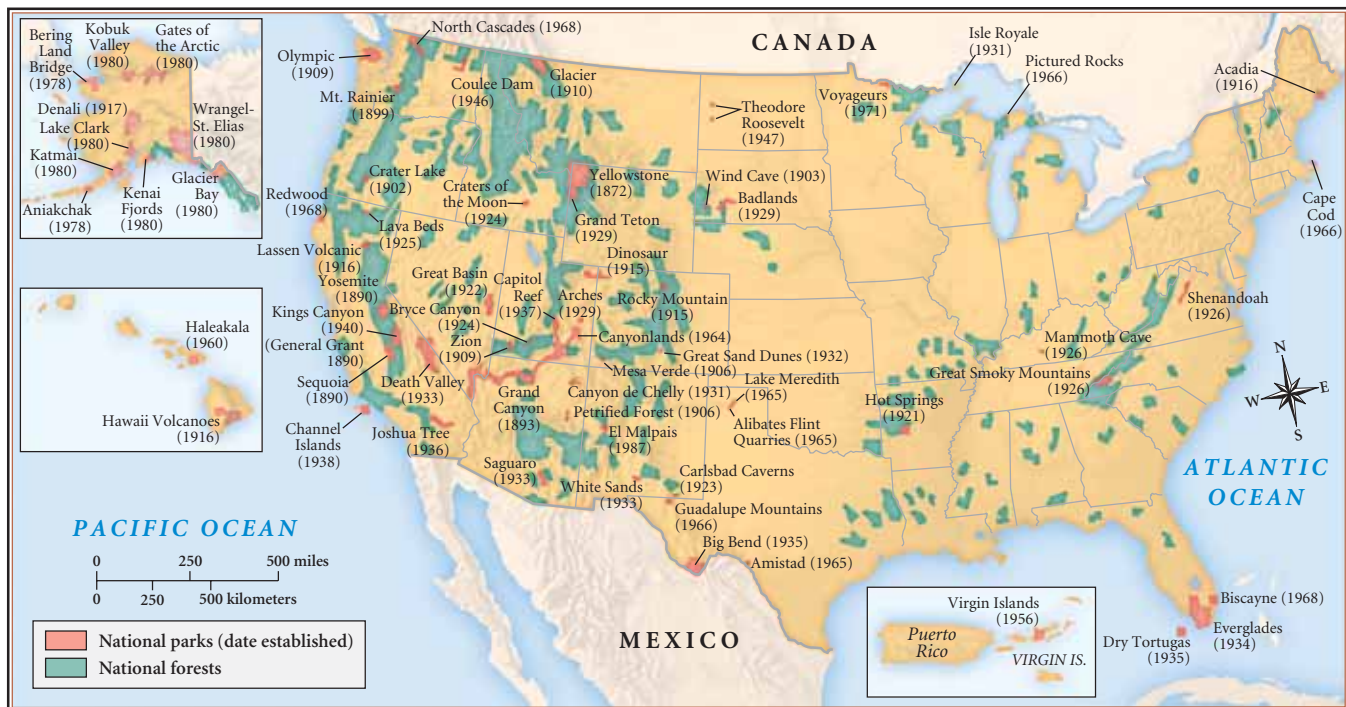 Bering
Land
Bridge
(1978)
Kobuk
Valley
(1980)
Gates of
the Arctic
(1980)
Denali (1917)
Wrangel-
St. Elias
(1980)
Lake Clark
(1980)
Katmai
(1980)
Aniakchak
(1978)
Kenai
Fjords
(1980)
Glacier
Bay
(1980)
Haleakala
(1960)
Hawaii Volcanoes
(1916)
North Cascades (1968)
Olympic
(1909)
Mt. Rainier
(1899)
Coulee Dam
(1946)
Glacier
(1910)
CANADA
Theodore
Roosevelt
(1947)
Voyageurs
(1971)
Isle Royale
(1931)
Pictured Rocks
(1966)
Acadia
(1916)
Cape
Cod
(1966)
Crater Lake
(1902)
Craters of
the Moon
(1924)
Yellowstone
(1872)
Grand Teton
(1929)
Wind Cave (1903)
Badlands
(1929)
Redwood
(1968)
Lava Beds
(1925)
Lassen Volcanic
(1916)
Yosemite
(1890)
Kings Canyon
(1940)
(General Grant
1890)
Sequoia
(1890)
Death Valley
(1933)
Channel
Islands
(1938)
Joshua Tree
(1936)
Great Basin
(1922)
Capitol
Reef
(1937)
Bryce Canyon
(1924)
Zion
(1909)
Dinosaur
(1915)
Arches
(1929)
Rocky Mountain
(1915)
Canyonlands (1964)
Great Sand Dunes (1932)
Mesa Verde (1906)
Grand
Canyon
(1893)
Canyon de Chelly (1931)
Petrified Forest (1906)
El Malpais
(1987)
Saguaro
(1933)
White Sands
(1933)
Lake Meredith
(1965)
Alibates Flint
Quarries (1965)
Carlsbad Caverns
(1923)
Guadalupe Mountains
(1966)
Big Bend (1935)
Amistad (1965)
Hot Springs
(1921)
Mammoth Cave
(1926)
Great Smoky Mountains
(1926)
Shenandoah
(1926)
N
W
E
S
ATLANTIC
OCEAN
PACIFIC OCEAN
0 250 500 miles
0 250 500 kilometers
National parks (date established)
National forests
MEXICO
Virgin Islands
(1956)
Puerto
Rico
VIRGIN IS.
Biscayne (1968)
Everglades
(1934)
Dry Tortugas
(1935)